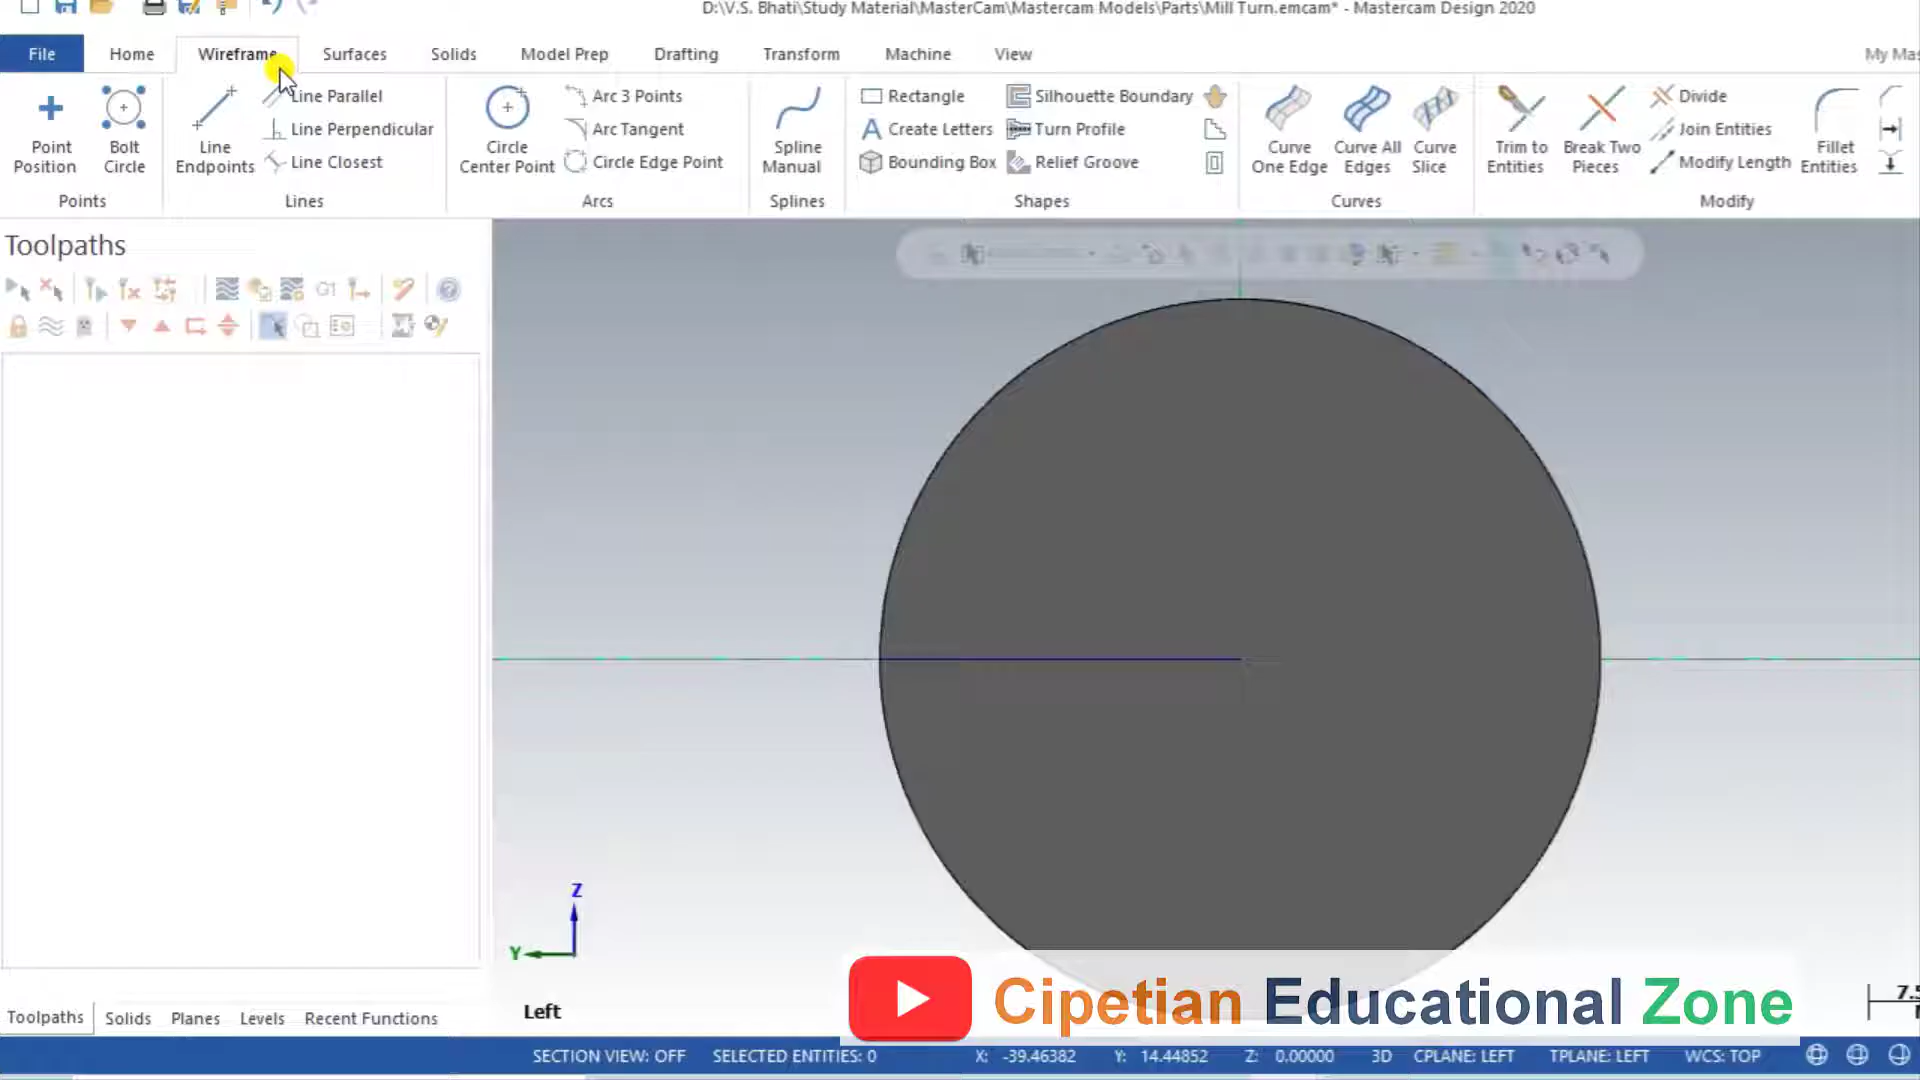 D:\V.S. Bhati\Study Material\MasterCam\Mastercam Models\Parts\Mill Turn.emcam* - Mastercam Design 2020
File Home Wireframe Surfaces Solids Model Prep Drafting Transform Machine View My Mas
Point Position
Bolt Circle
Points
Line Endpoints
Line Parallel
Line Perpendicular
Line Closest
Lines
Circle Center Point
Arc 3 Points
Arc Tangent
Circle Edge Point
Arcs
Spline Manual
Splines
Rectangle
Create Letters
Bounding Box
Silhouette Boundary
Turn Profile
Relief Groove
Shapes
Curve One Edge
Curve All Edges
Curve Slice
Curves
Trim to Entities
Break Two Pieces
Divide
Join Entities
Modify Length
Fillet Entities
Modify
Toolpaths
G1
Z
Y
Left
7.5
Cipetian Educational Zone
Toolpaths Solids Planes Levels Recent Functions
SECTION VIEW: OFF SELECTED ENTITIES: 0 X: -39.46382 Y: 14.44852 Z: 0.00000 3D CPLANE: LEFT TPLANE: LEFT WCS: TOP